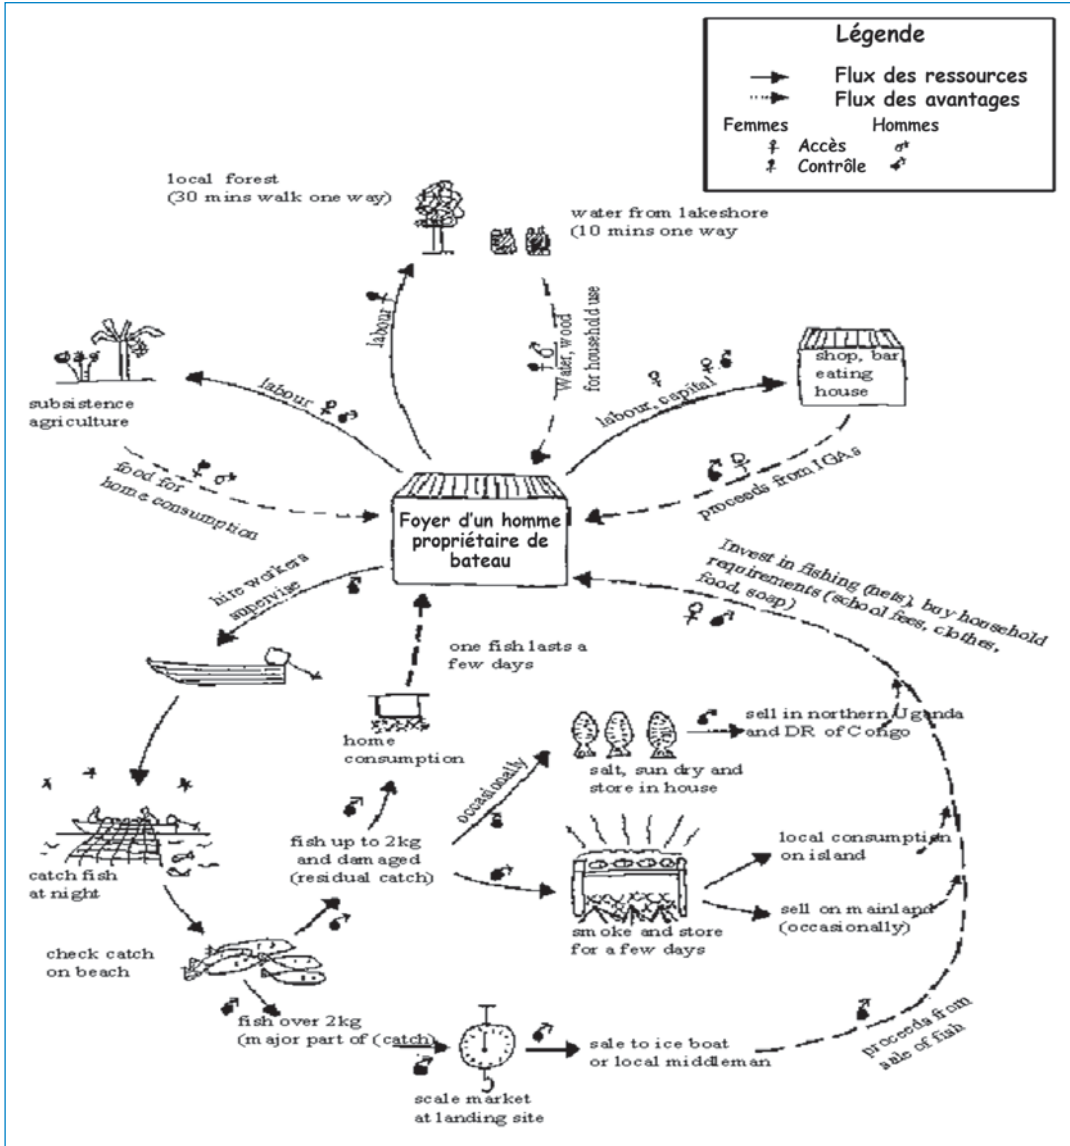 Légende
Flux des ressources
Flux des avantages
Femmes Hommes
Accès
Contrôle
local forest
(30 mins walk one way)
water from lakeshore
(10 mins one way
labour
Water, wood
for household use
shop, bar
eating
house
labour, capital
proceeds from IGAs
subsistence
agriculture
labour
food for
home consumption
Foyer d'un homme
propriétaire de
bateau
hire workers
supervise
Invest in fishing (nets), buy household
requirements (school fees, clothes,
food, soap)
one fish lasts a
few days
home
consumption
occasionally
salt, sun dry and
store in house
sell in northern Uganda
and DR of Congo
catch fish
at night
fish up to 2kg
and damaged
(residual catch)
smoke and store
for a few days
local consumption
on island
sell on mainland
(occasionally)
check catch
on beach
fish over 2kg
(major part of (catch)
scale market
at landing site
sale to ice boat
or local middleman
proceeds from
sale of fish